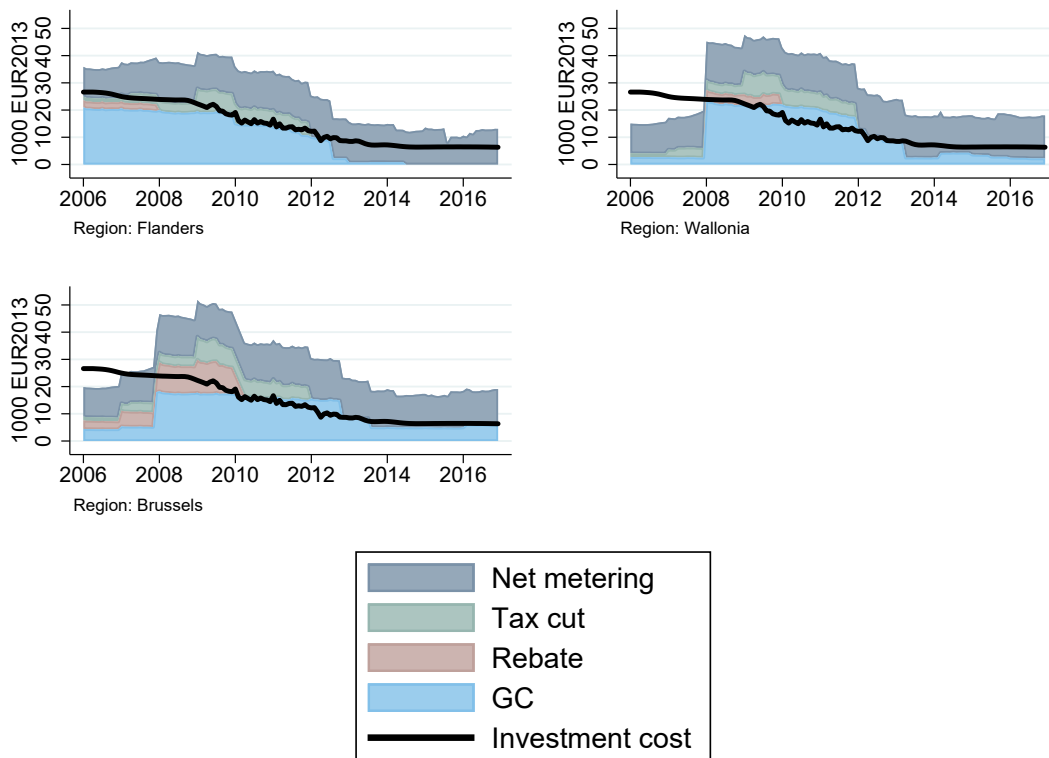 1000 EUR2013
0 10 20 30 40 50
2006 2008 2010 2012 2014 2016
Region: Flanders
1000 EUR2013
0 10 20 30 40 50
2006 2008 2010 2012 2014 2016
Region: Wallonia
1000 EUR2013
0 10 20 30 40 50
2006 2008 2010 2012 2014 2016
Region: Brussels
Net metering
Tax cut
Rebate
GC
Investment cost